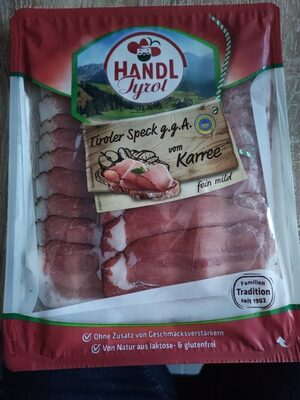 HANDL
Tyrol
Tiroler Speck g.g.A.
vom
Karree
fein mild
Familien
Tradition
seit 1902
✓ Ohne Zusatz von Geschmacksverstärkern
✓ Von Natur aus laktose- & glutenfrei